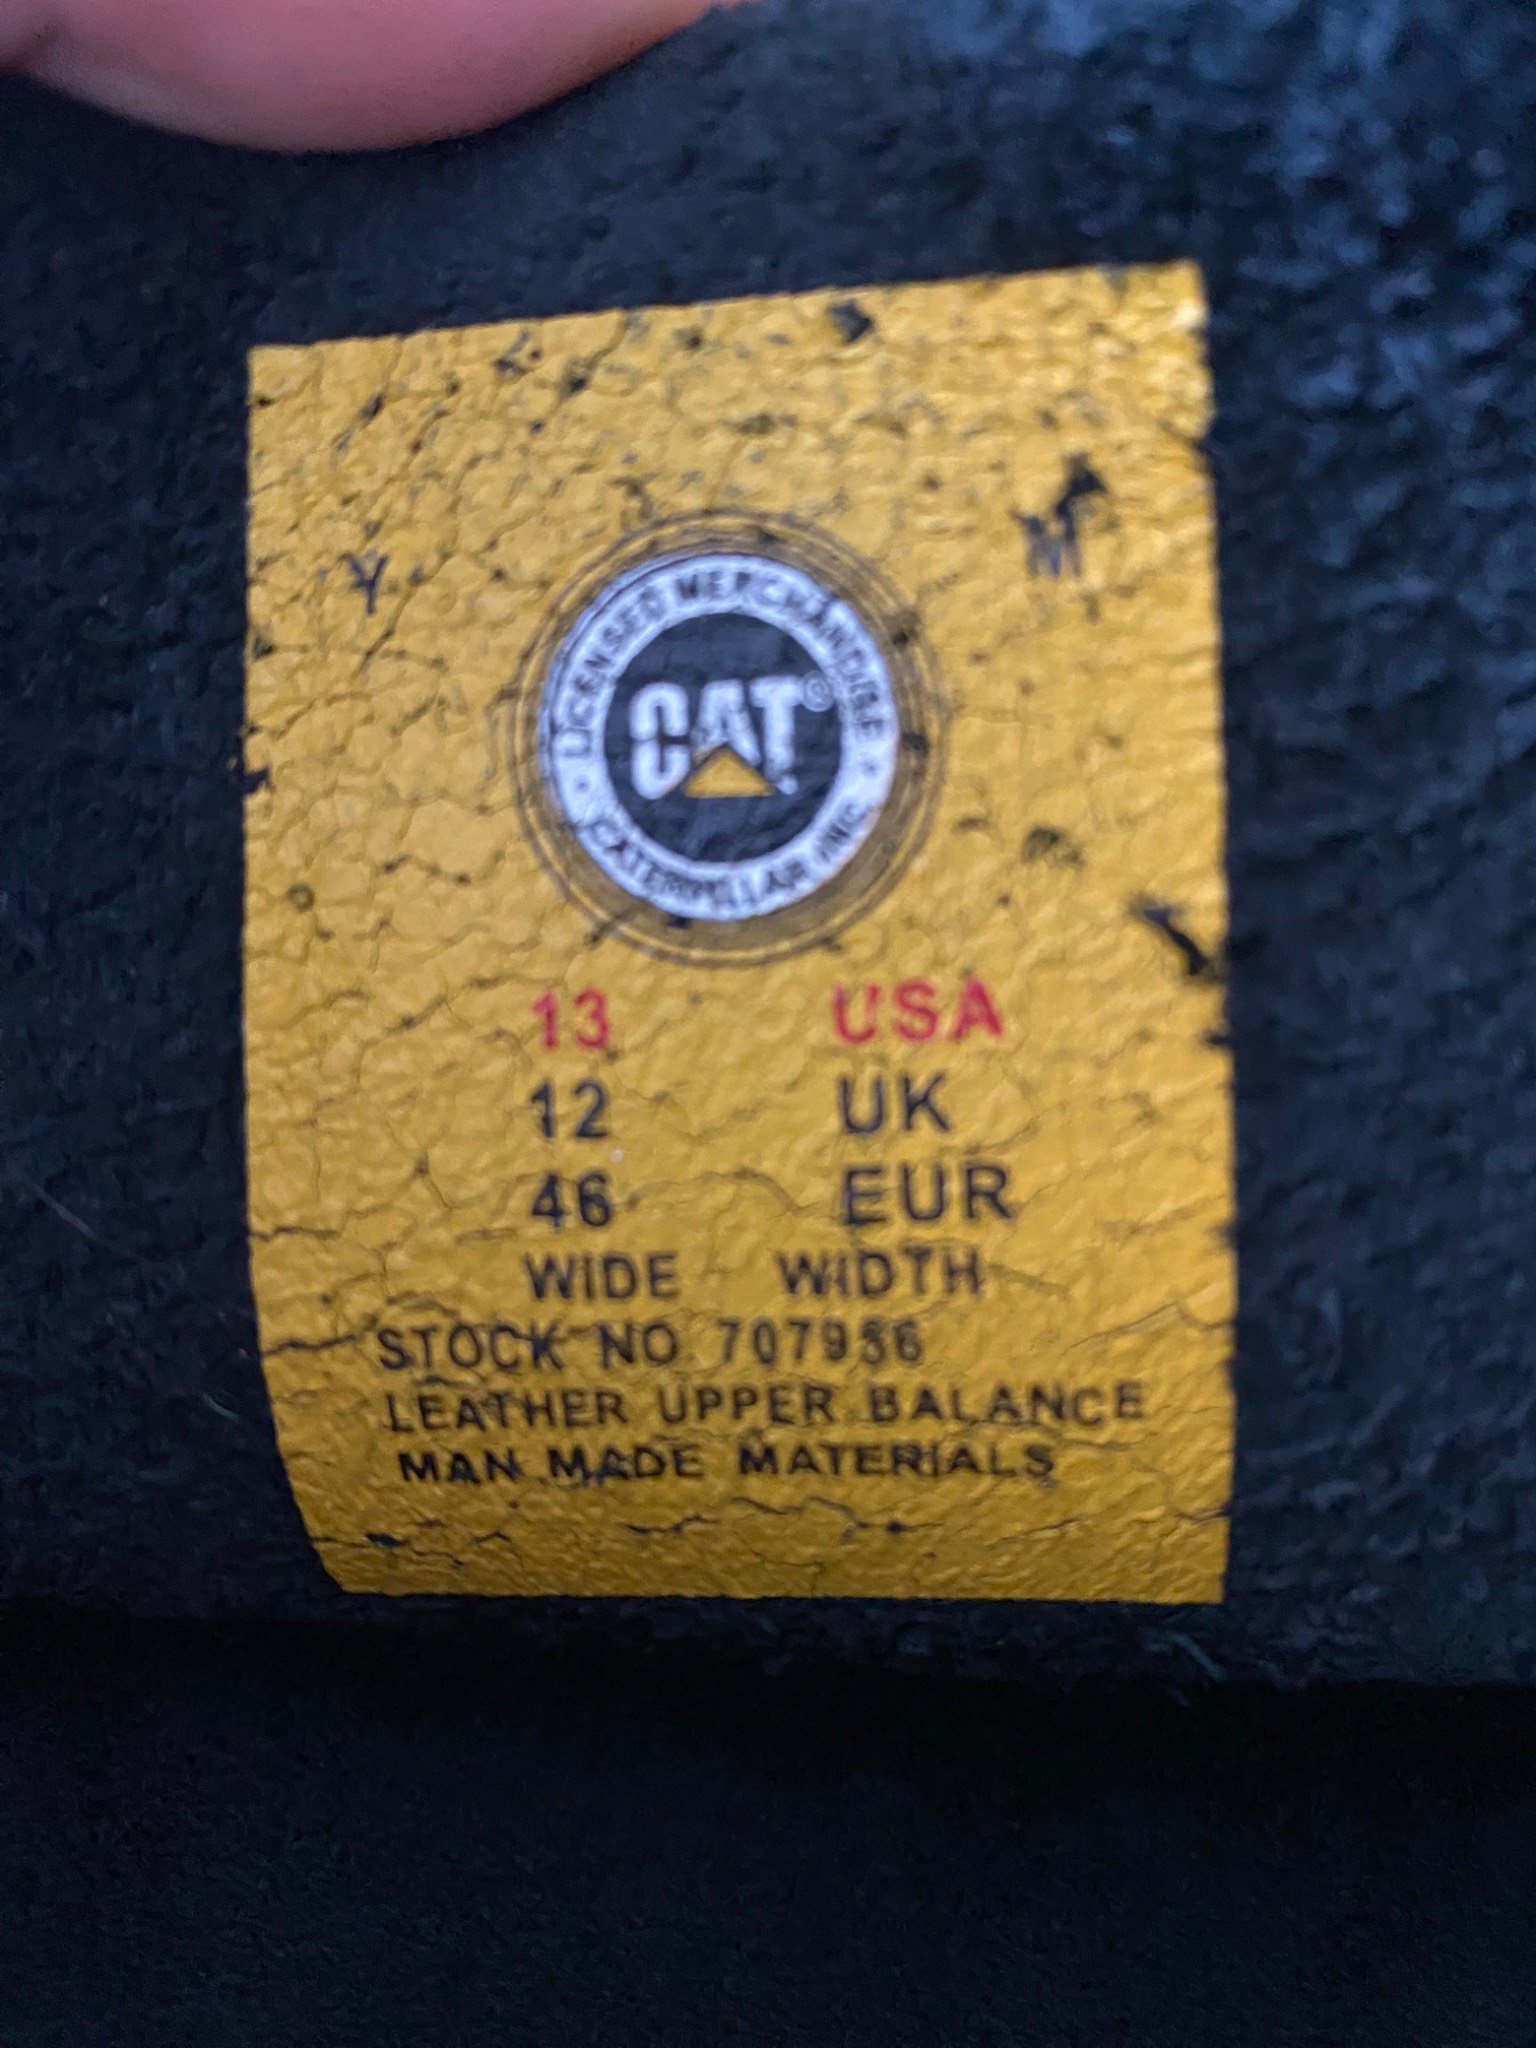 Y
M
LICENSED MERCHANDISE
CAT®
CATERPILLAR INC.
13 USA
12 UK
46 EUR
WIDE WIDTH
STOCK NO 707936
LEATHER UPPER BALANCE
MAN MADE MATERIALS